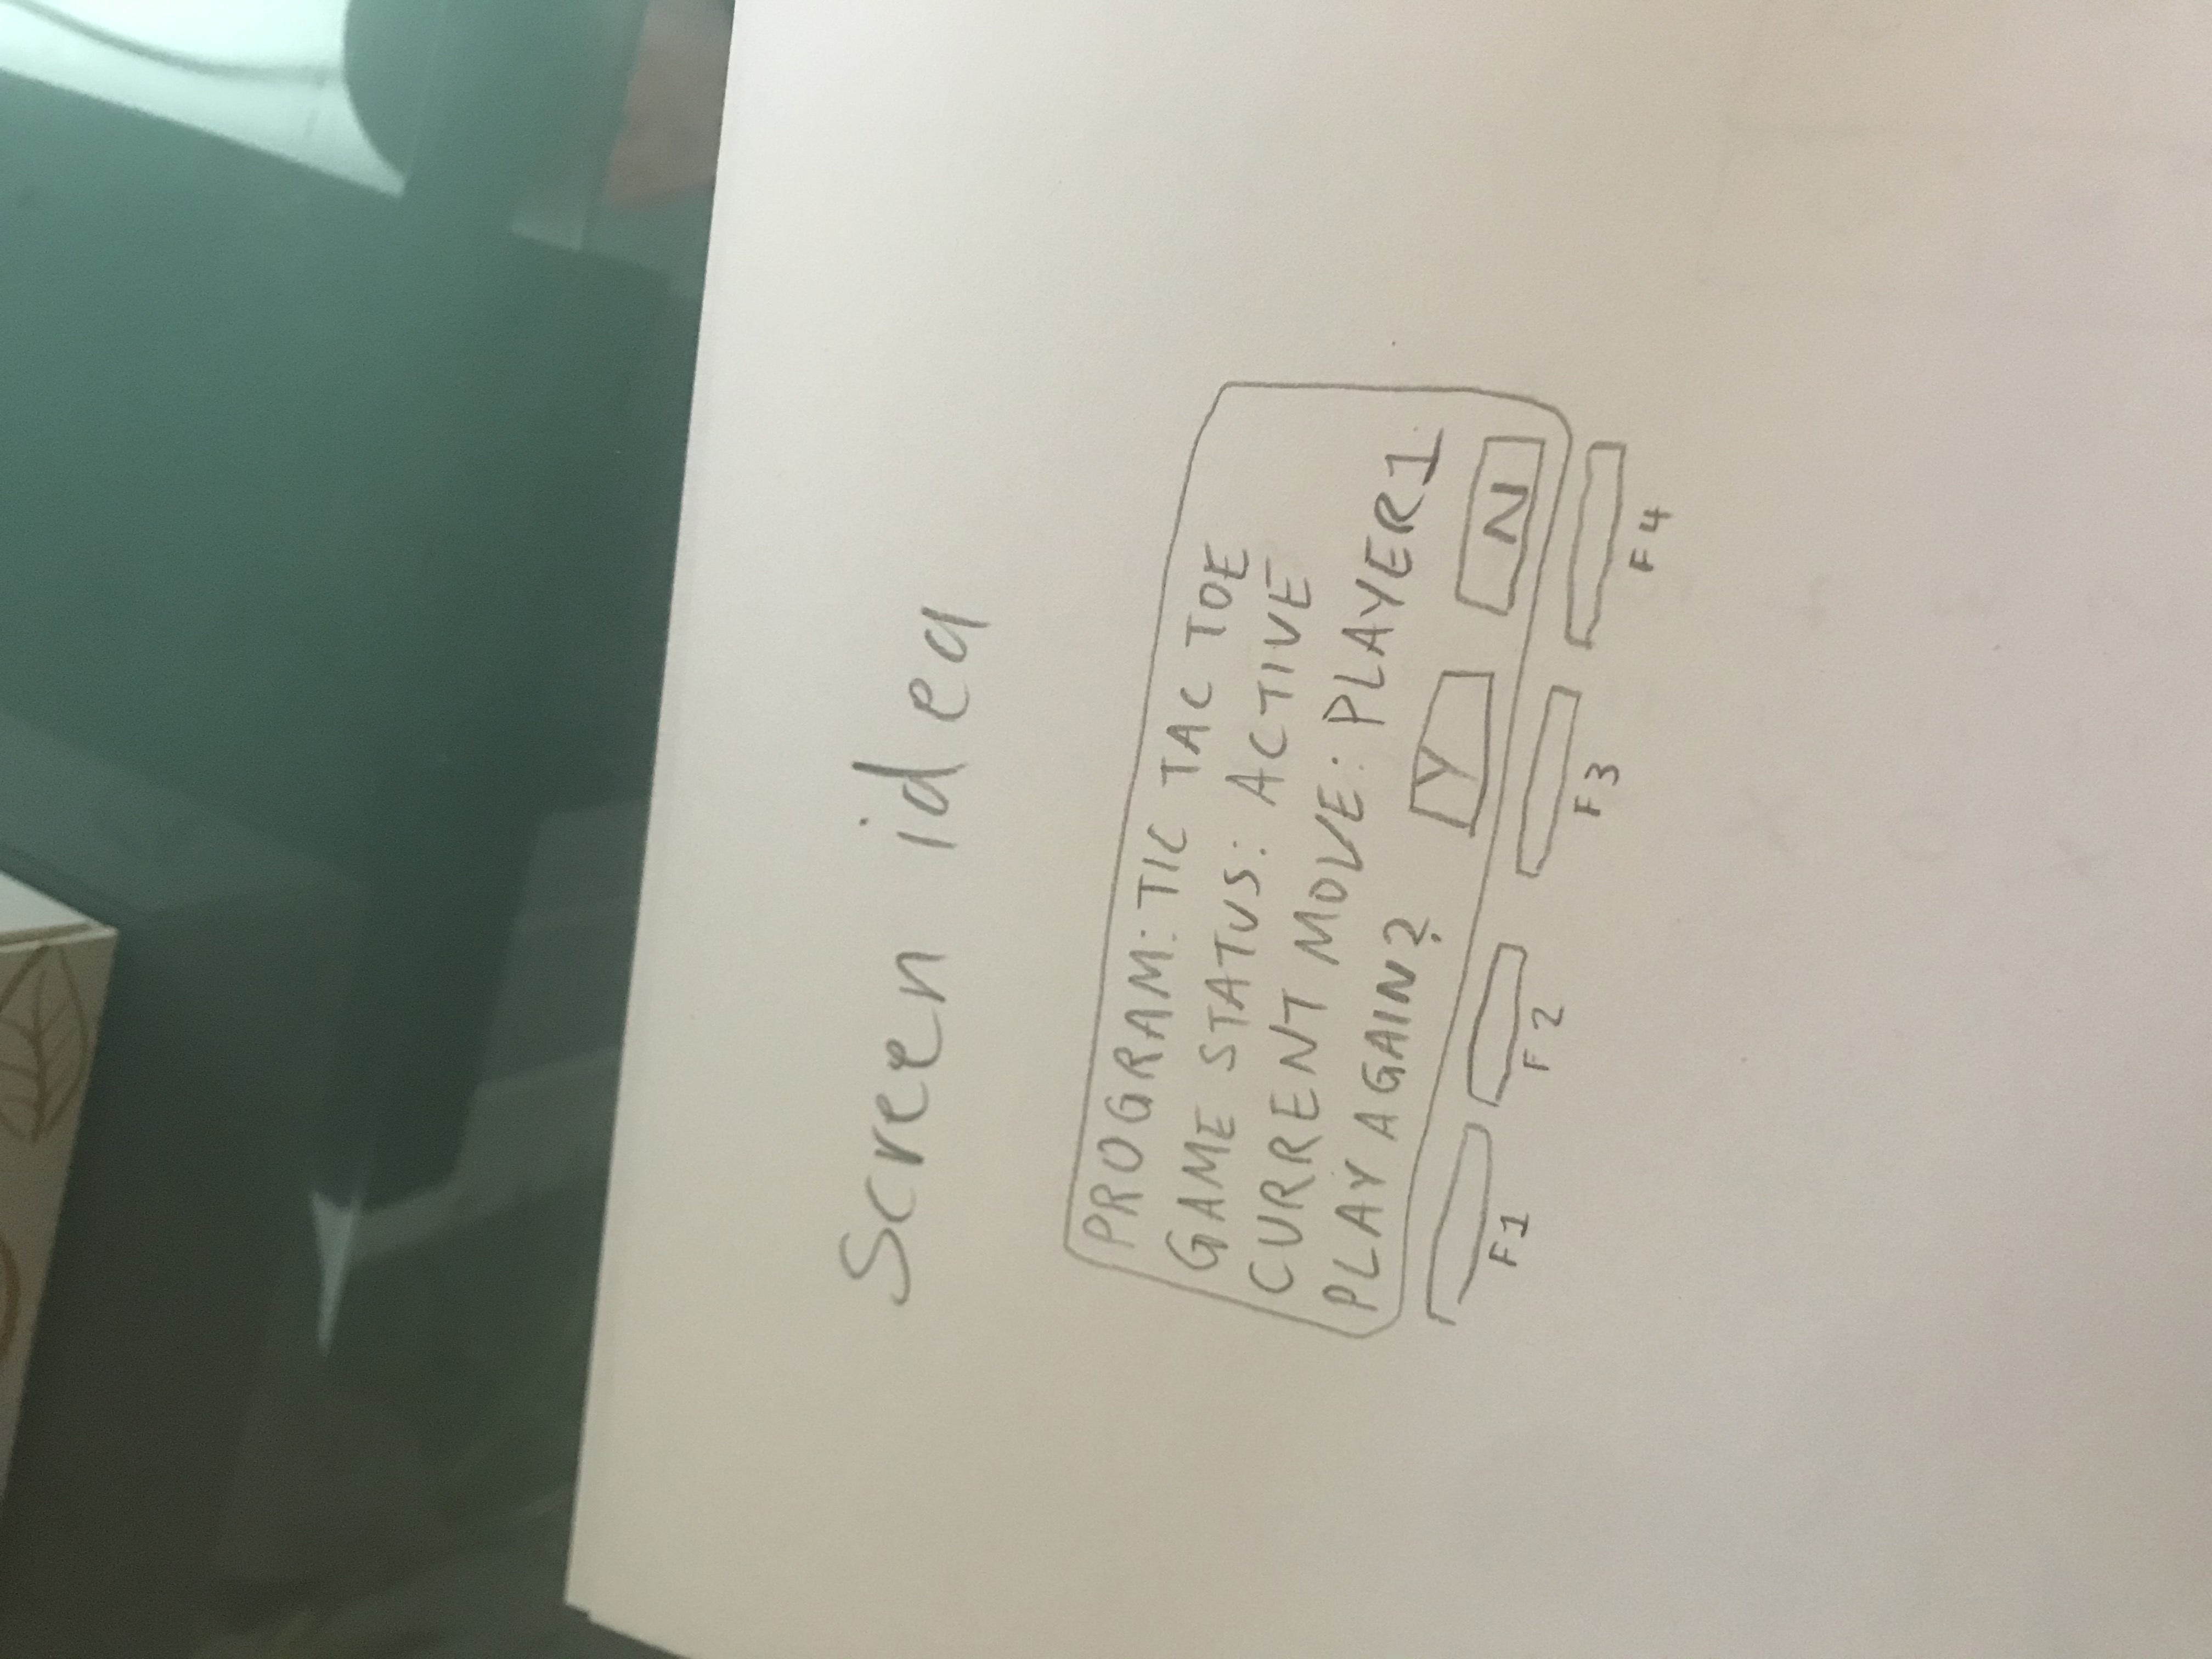 Screen idea
PROGRAM: TIC TAC TOE
GAME STATUS: ACTIVE
CURRENT MOVE: PLAYER1
PLAY AGAIN? Y N
F1 F2 F3 F4